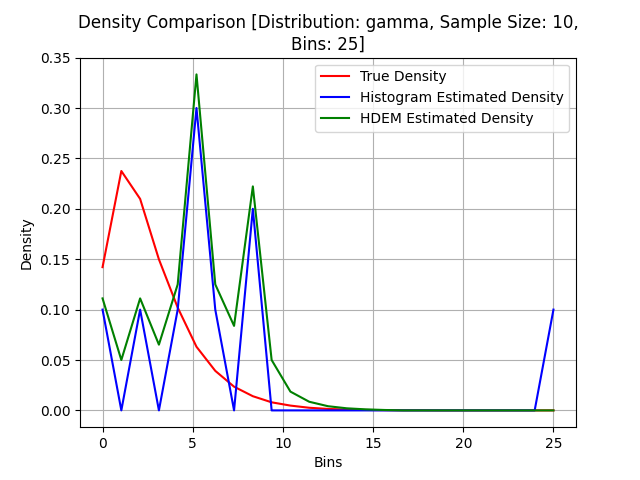 Density Comparison [Distribution: gamma, Sample Size: 10,
Bins: 25]
True Density
Histogram Estimated Density
HDEM Estimated Density
Density
0.35
0.30
0.25
0.20
0.15
0.10
0.05
0.00
0 5 10 15 20 25
Bins